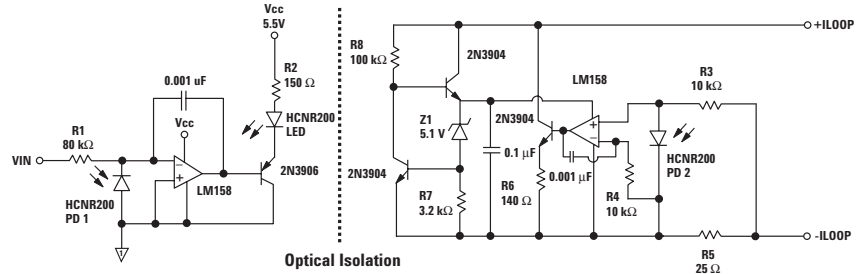 Vcc
5.5V
R2
150 Ω
HCNR200
LED
0.001 uF
Vcc
R1
80 kΩ
VIN
LM158
2N3906
HCNR200
PD 1
1
Optical Isolation
R8
100 kΩ
2N3904
LM158
+ILOOP
R3
10 kΩ
Z1
5.1 V
2N3904
0.1 µF
0.001 µF
HCNR200
PD 2
2N3904
R7
3.2 kΩ
R6
140 Ω
R4
10 kΩ
-ILOOP
R5
25 Ω